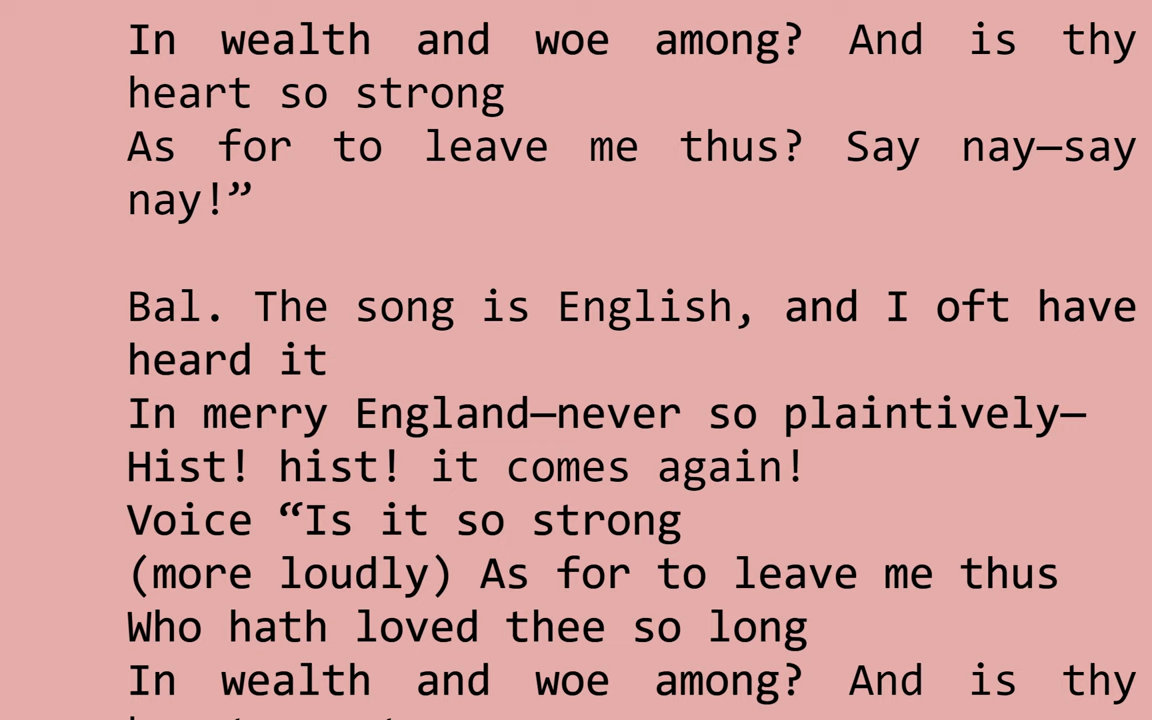 In wealth and woe among? And is thy
heart so strong
As for to leave me thus? Say nay—say
nay!”
Bal. The song is English, and I oft have
heard it
In merry England—never so plaintively—
Hist! hist! it comes again!
Voice “Is it so strong
(more loudly) As for to leave me thus
Who hath loved thee so long
In wealth and woe among? And is thy